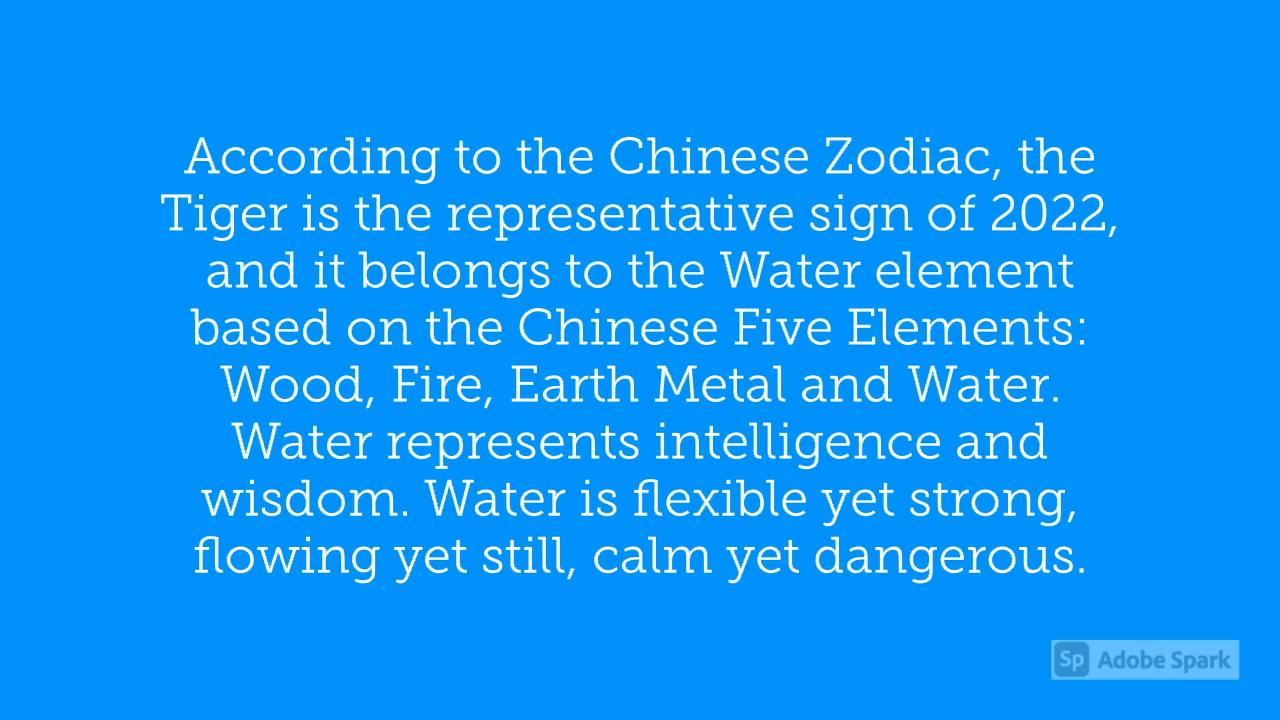 According to the Chinese Zodiac, the
Tiger is the representative sign of 2022,
and it belongs to the Water element
based on the Chinese Five Elements:
Wood, Fire, Earth Metal and Water.
Water represents intelligence and
wisdom. Water is flexible yet strong,
flowing yet still, calm yet dangerous.
Sp Adobe Spark